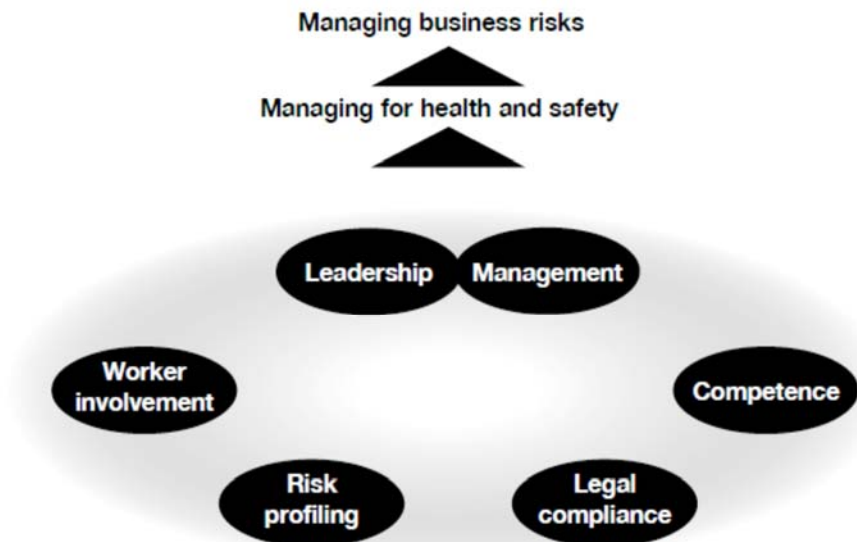 Managing business risks
Managing for health and safety
Leadership
Management
Worker
involvement
Competence
Risk
profiling
Legal
compliance